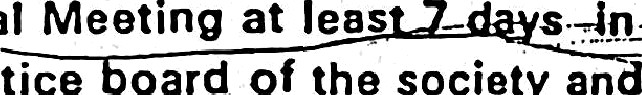 al Meeting at least 7 days in
tice board of the society and